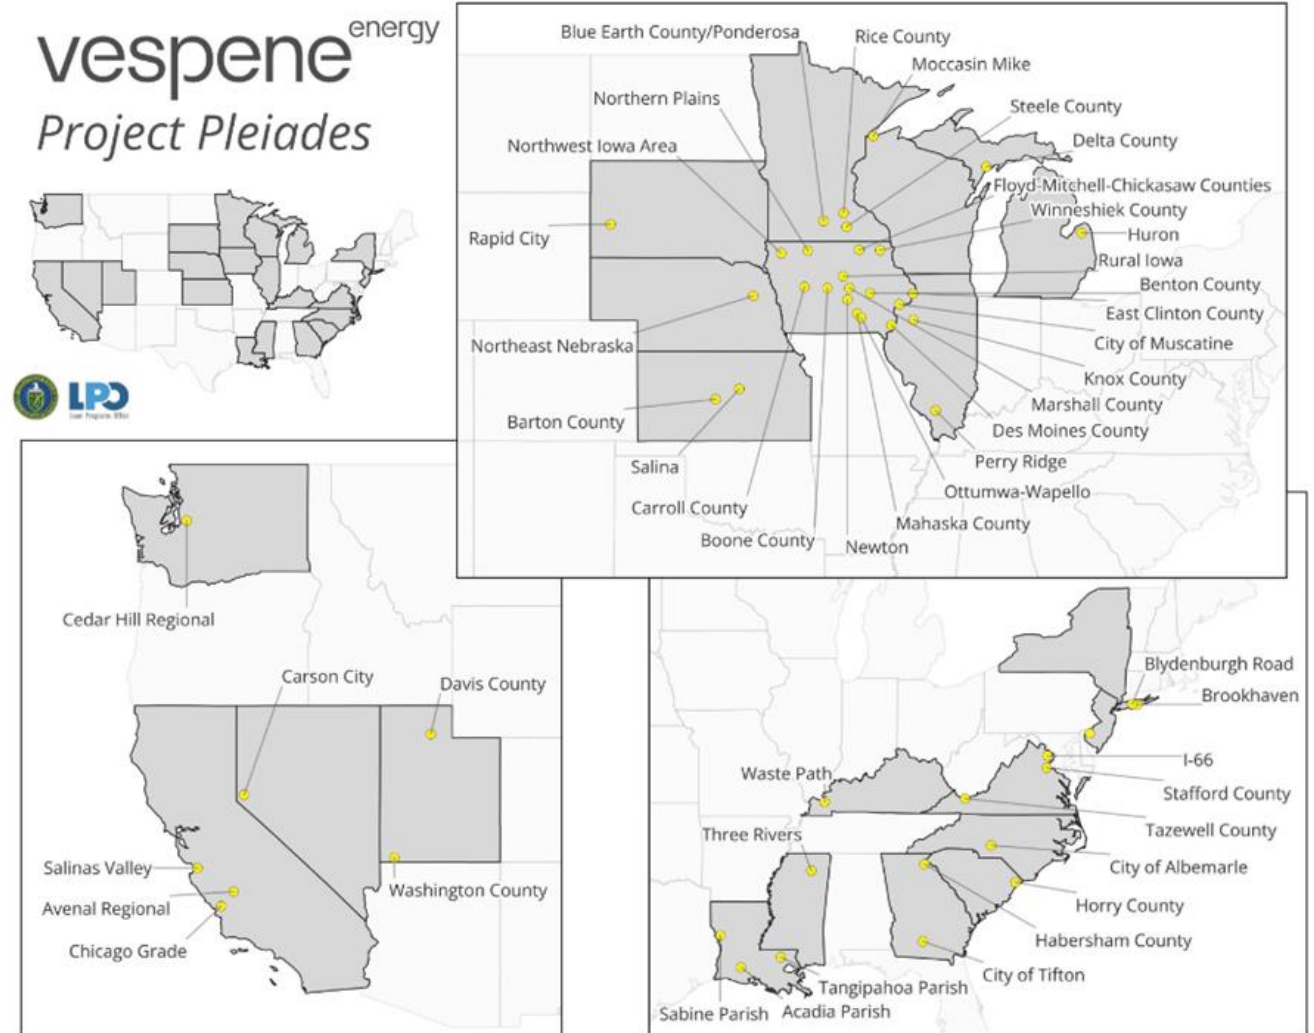 vespene energy
Project Pleiades
LPO
Blue Earth County/Ponderosa
Rice County
Moccasin Mike
Northern Plains
Steele County
Northwest Iowa Area
Delta County
Floyd-Mitchell-Chickasaw Counties
Winneshiek County
Rapid City
Huron
Rural Iowa
Benton County
East Clinton County
Northeast Nebraska
City of Muscatine
Knox County
Marshall County
Barton County
Des Moines County
Salina
Perry Ridge
Ottumwa-Wapello
Carroll County
Mahaska County
Boone County
Newton
Cedar Hill Regional
Carson City
Davis County
Salinas Valley
Washington County
Avenal Regional
Chicago Grade
Blydenburgh Road
Brookhaven
I-66
Waste Path
Stafford County
Three Rivers
Tazewell County
City of Albemarle
Horry County
Habersham County
City of Tifton
Tangipahoa Parish
Sabine Parish
Acadia Parish